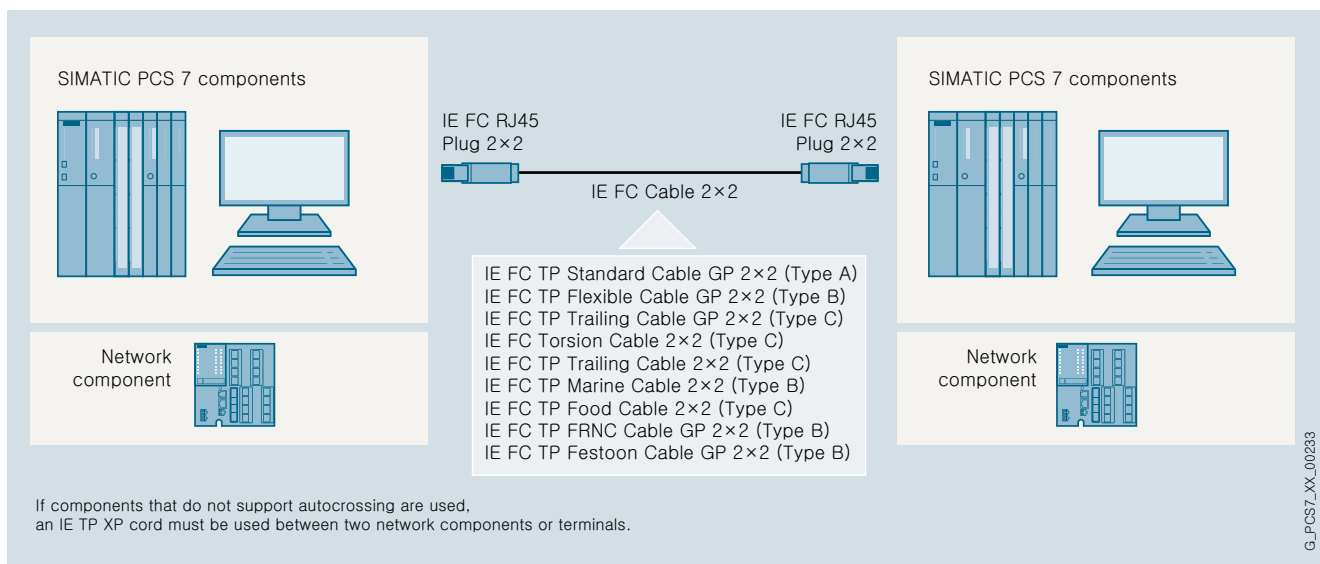 SIMATIC PCS 7 components
SIMATIC PCS 7 components
IE FC RJ45
Plug 2×2
IE FC RJ45
Plug 2×2
IE FC Cable 2×2
IE FC TP Standard Cable GP 2×2 (Type A)
IE FC TP Flexible Cable GP 2×2 (Type B)
IE FC TP Trailing Cable GP 2×2 (Type C)
IE FC Torsion Cable 2×2 (Type C)
IE FC TP Trailing Cable 2×2 (Type C)
IE FC TP Marine Cable 2×2 (Type B)
IE FC TP Food Cable 2×2 (Type C)
IE FC TP FRNC Cable GP 2×2 (Type B)
IE FC TP Festoon Cable GP 2×2 (Type B)
Network
component
Network
component
If components that do not support autocrossing are used,
an IE TP XP cord must be used between two network components or terminals.
G_PCS7_XX_00233